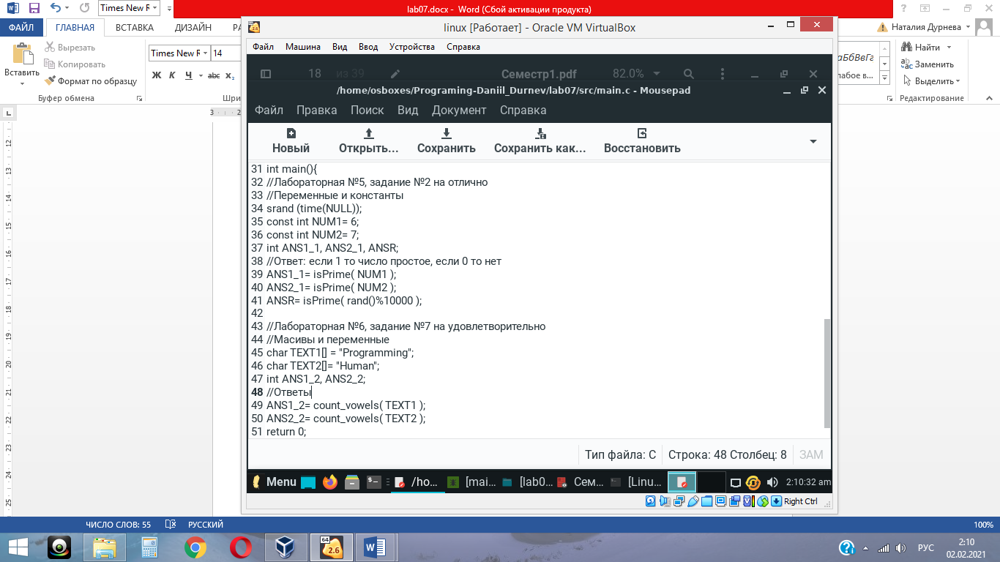 lab07.docx - Word (Сбой активации продукта)
Times New R
ФАЙЛ ГЛАВНАЯ ВСТАВКА ДИЗАЙН
Наталия Дурнева
Вставить
Вырезать
Копировать
Формат по образцу
Буфер обмена
Times New R 14
Ж К Ч abc
АаБбВвГг
Найти
Заменить
Выделить
Редактирование
linux [Работает] - Oracle VM VirtualBox
Файл Машина Вид Ввод Устройства Справка
18 из 39 Семестр1.pdf 82.0%
/home/osboxes/Programing-Daniil_Durnev/lab07/src/main.c - Mousepad
Файл Правка Поиск Вид Документ Справка
Новый Открыть... Сохранить Сохранить как... Восстановить
31 int main(){
32 //Лабораторная №5, задание №2 на отлично
33 //Переменные и константы
34 srand (time(NULL));
35 const int NUM1= 6;
36 const int NUM2= 7;
37 int ANS1_1, ANS2_1, ANSR;
38 //Ответ: если 1 то число простое, если 0 то нет
39 ANS1_1= isPrime( NUM1 );
40 ANS2_1= isPrime( NUM2 );
41 ANSR= isPrime( rand()%10000 );
42
43 //Лабораторная №6, задание №7 на удовлетворительно
44 //Масивы и переменные
45 char TEXT1[] = "Programming";
46 char TEXT2[]= "Human";
47 int ANS1_2, ANS2_2;
48 //Ответы
49 ANS1_2= count_vowels( TEXT1 );
50 ANS2_2= count_vowels( TEXT2 );
51 return 0;
Тип файла: C Строка: 48 Столбец: 8 ЗАМ
Menu /ho... [mai... [lab0... Сем... [Linu... 2:10:32 am
Right Ctrl
ЧИСЛО СЛОВ: 55 РУССКИЙ 100%
64 2.6
РУС 2:10
02.02.2021